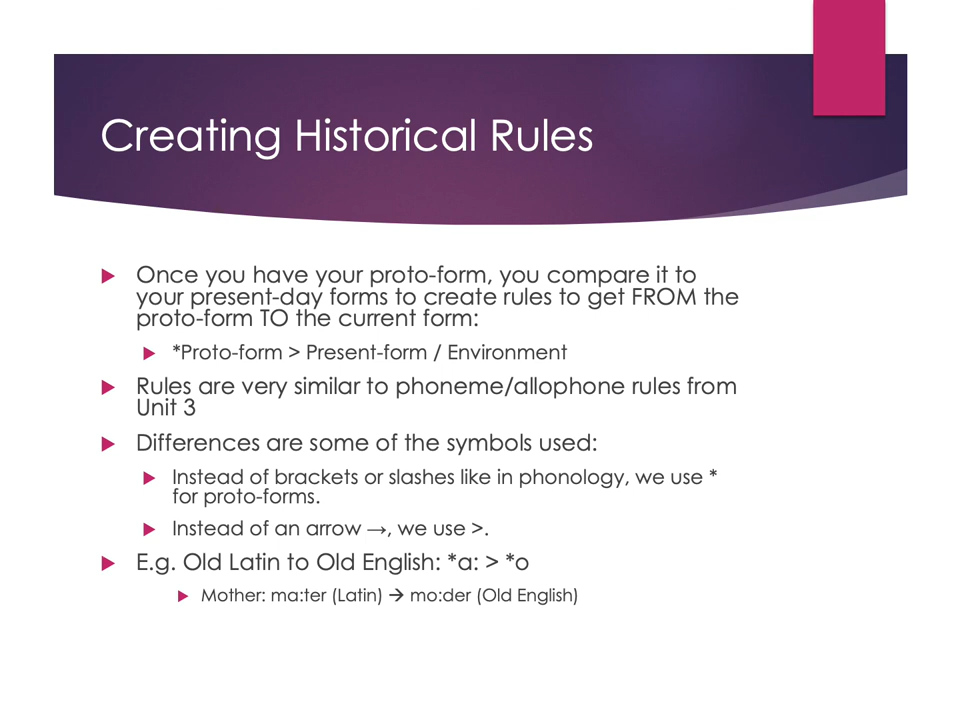 Creating Historical Rules
Once you have your proto-form, you compare it to
your present-day forms to create rules to get FROM the
proto-form TO the current form:
*Proto-form > Present-form / Environment
Rules are very similar to phoneme/allophone rules from
Unit 3
Differences are some of the symbols used:
Instead of brackets or slashes like in phonology, we use *
for proto-forms.
Instead of an arrow →, we use >.
E.g. Old Latin to Old English: *a: > *o
Mother: ma:ter (Latin) → mo:der (Old English)